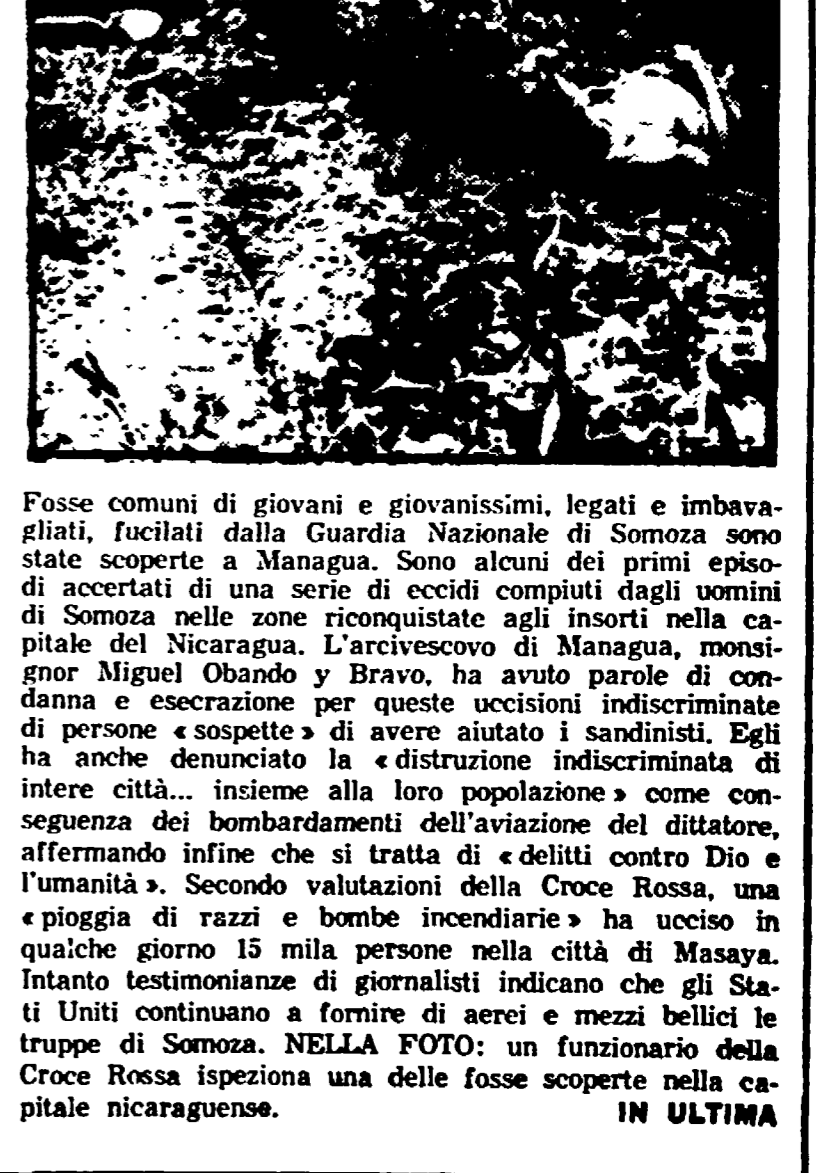 Fosse comuni di giovani e giovanissimi, legati e imbava-
gliati, fucilati dalla Guardia Nazionale di Somoza sono
state scoperte a Managua. Sono alcuni dei primi episo-
di accertati di una serie di eccidi compiuti dagli uomini
di Somoza nelle zone riconquistate agli insorti nella ca-
pitale del Nicaragua. L'arcivescovo di Managua, monsi-
gnor Miguel Obando y Bravo, ha avuto parole di con-
danna e esecrazione per queste uccisioni indiscriminate
di persone « sospette » di avere aiutato i sandinisti. Egli
ha anche denunciato la « distruzione indiscriminata di
intere città... insieme alla loro popolazione » come con-
seguenza dei bombardamenti dell'aviazione del dittatore,
affermando infine che si tratta di « delitti contro Dio e
l'umanità ». Secondo valutazioni della Croce Rossa, una
« pioggia di razzi e bombe incendiarie » ha ucciso in
qualche giorno 15 mila persone nella città di Masaya.
Intanto testimonianze di giornalisti indicano che gli Sta-
ti Uniti continuano a fornire di aerei e mezzi bellici le
truppe di Somoza. NELLA FOTO: un funzionario della
Croce Rossa ispeziona una delle fosse scoperte nella ca-
pitale nicaraguense. IN ULTIMA